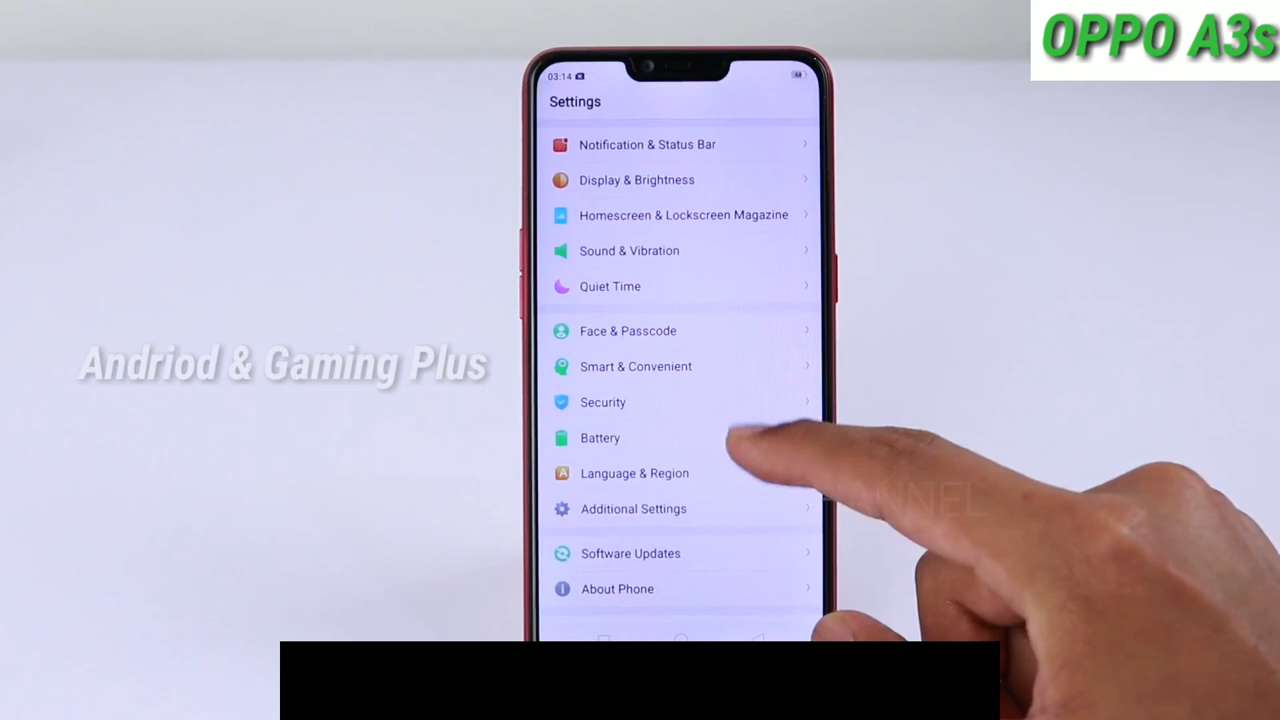 OPPO A3s
03:14
Settings
Notification & Status Bar
Display & Brightness
Homescreen & Lockscreen Magazine
Sound & Vibration
Quiet Time
Face & Passcode
Andriod & Gaming Plus
Smart & Convenient
Security
Battery
Language & Region
Additional Settings
Software Updates
About Phone